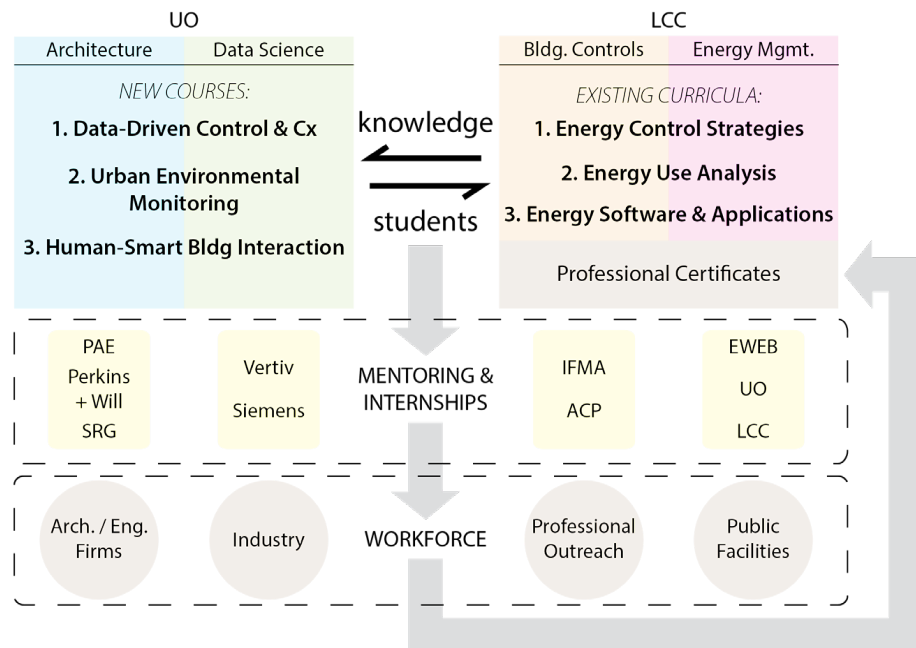 UO
Architecture
Data Science
NEW COURSES:
1. Data-Driven Control & Cx
2. Urban Environmental
Monitoring
3. Human-Smart Bldg Interaction
knowledge
students
LCC
Bldg. Controls
Energy Mgmt.
EXISTING CURRICULA:
1. Energy Control Strategies
2. Energy Use Analysis
3. Energy Software & Applications
Professional Certificates
PAE
Perkins
+ Will
SRG
Vertiv
Siemens
MENTORING &
INTERNSHIPS
IFMA
ACP
EWEB
UO
LCC
Arch. / Eng.
Firms
Industry
WORKFORCE
Professional
Outreach
Public
Facilities